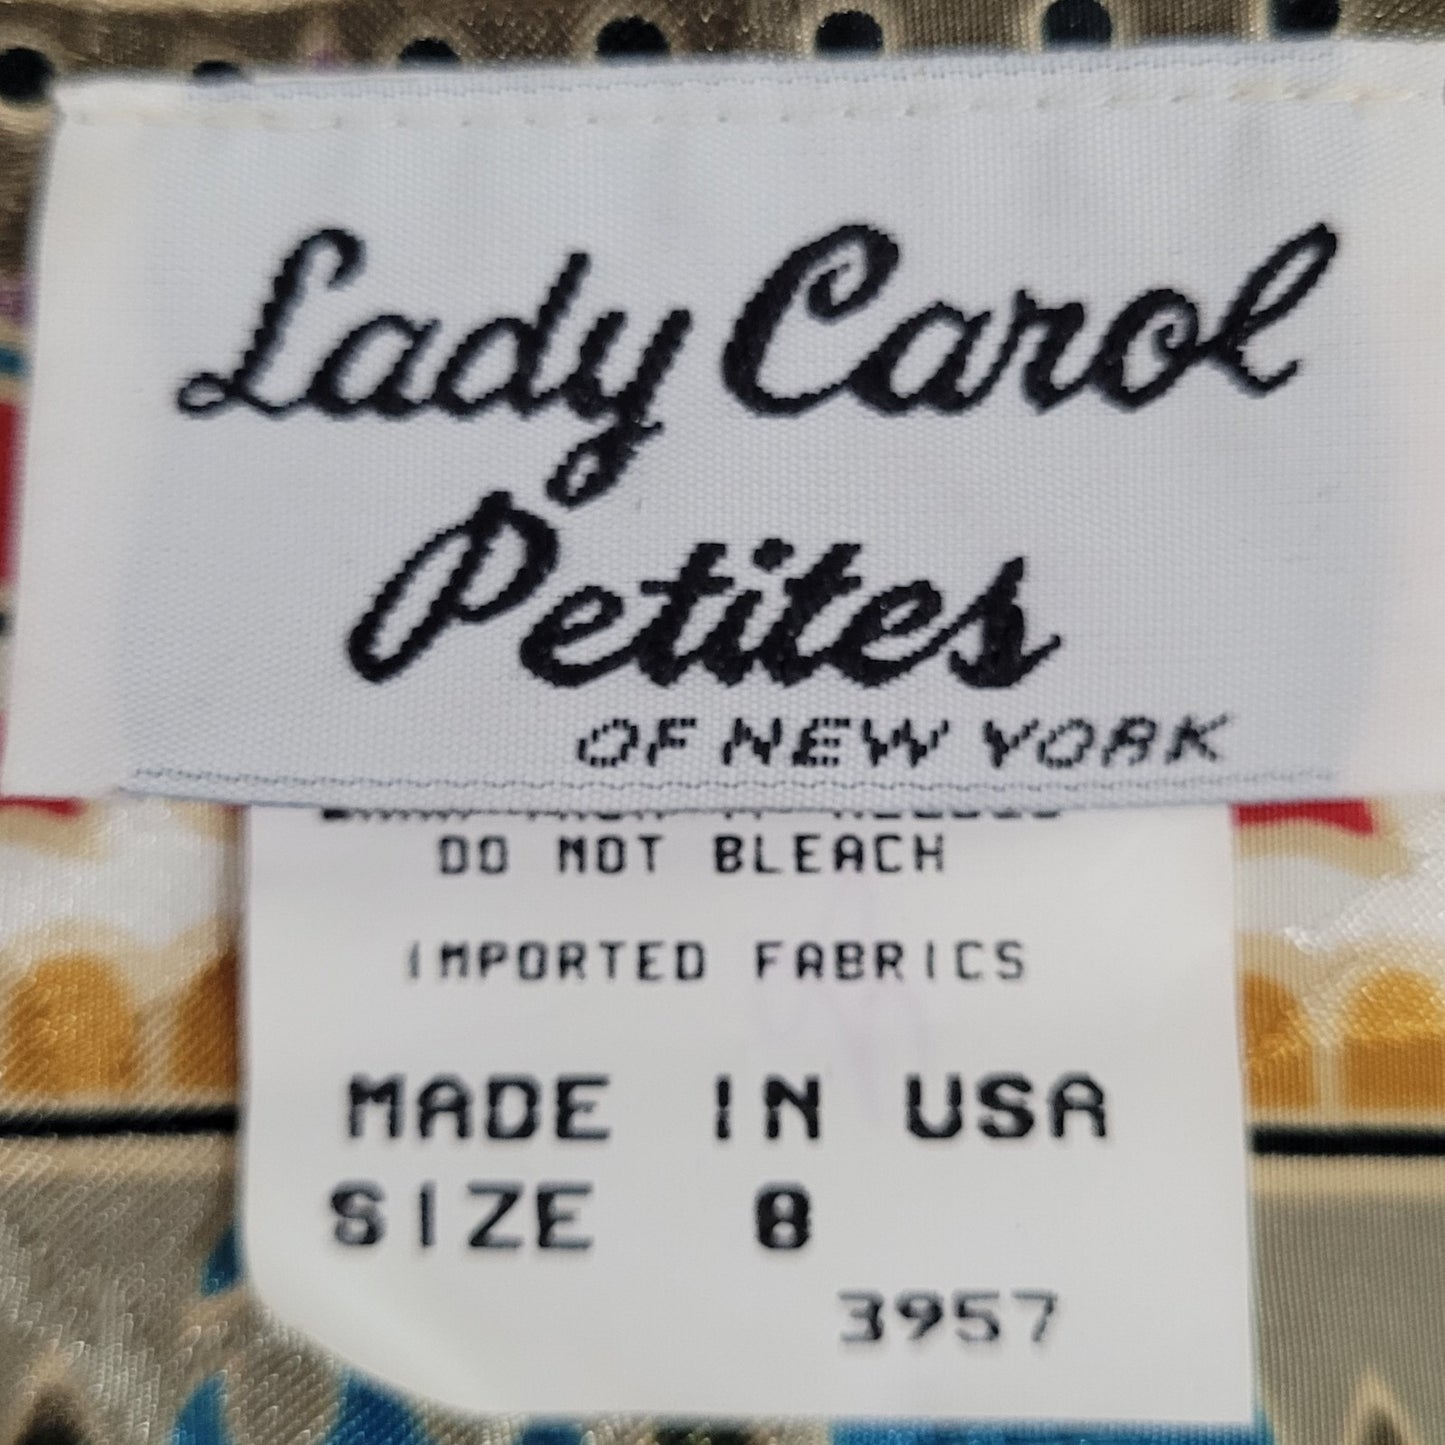 Lady Carol
Petites
OF NEW YORK
DO NOT BLEACH
IMPORTED FABRICS
MADE IN USA
SIZE 8
3957